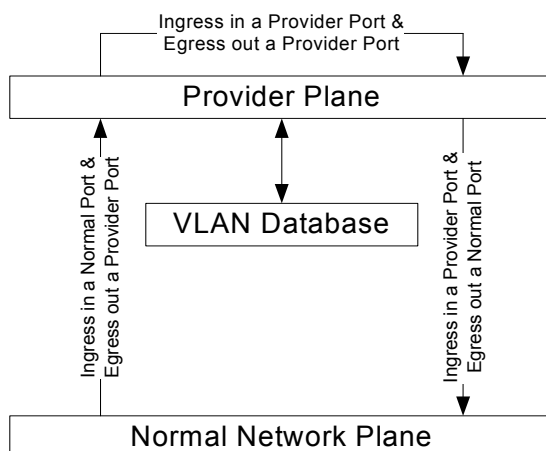 Ingress in a Provider Port &
Egress out a Provider Port
Provider Plane
Ingress in a Normal Port &
Egress out a Provider Port
VLAN Database
Ingress in a Provider Port &
Egress out a Normal Port
Normal Network Plane